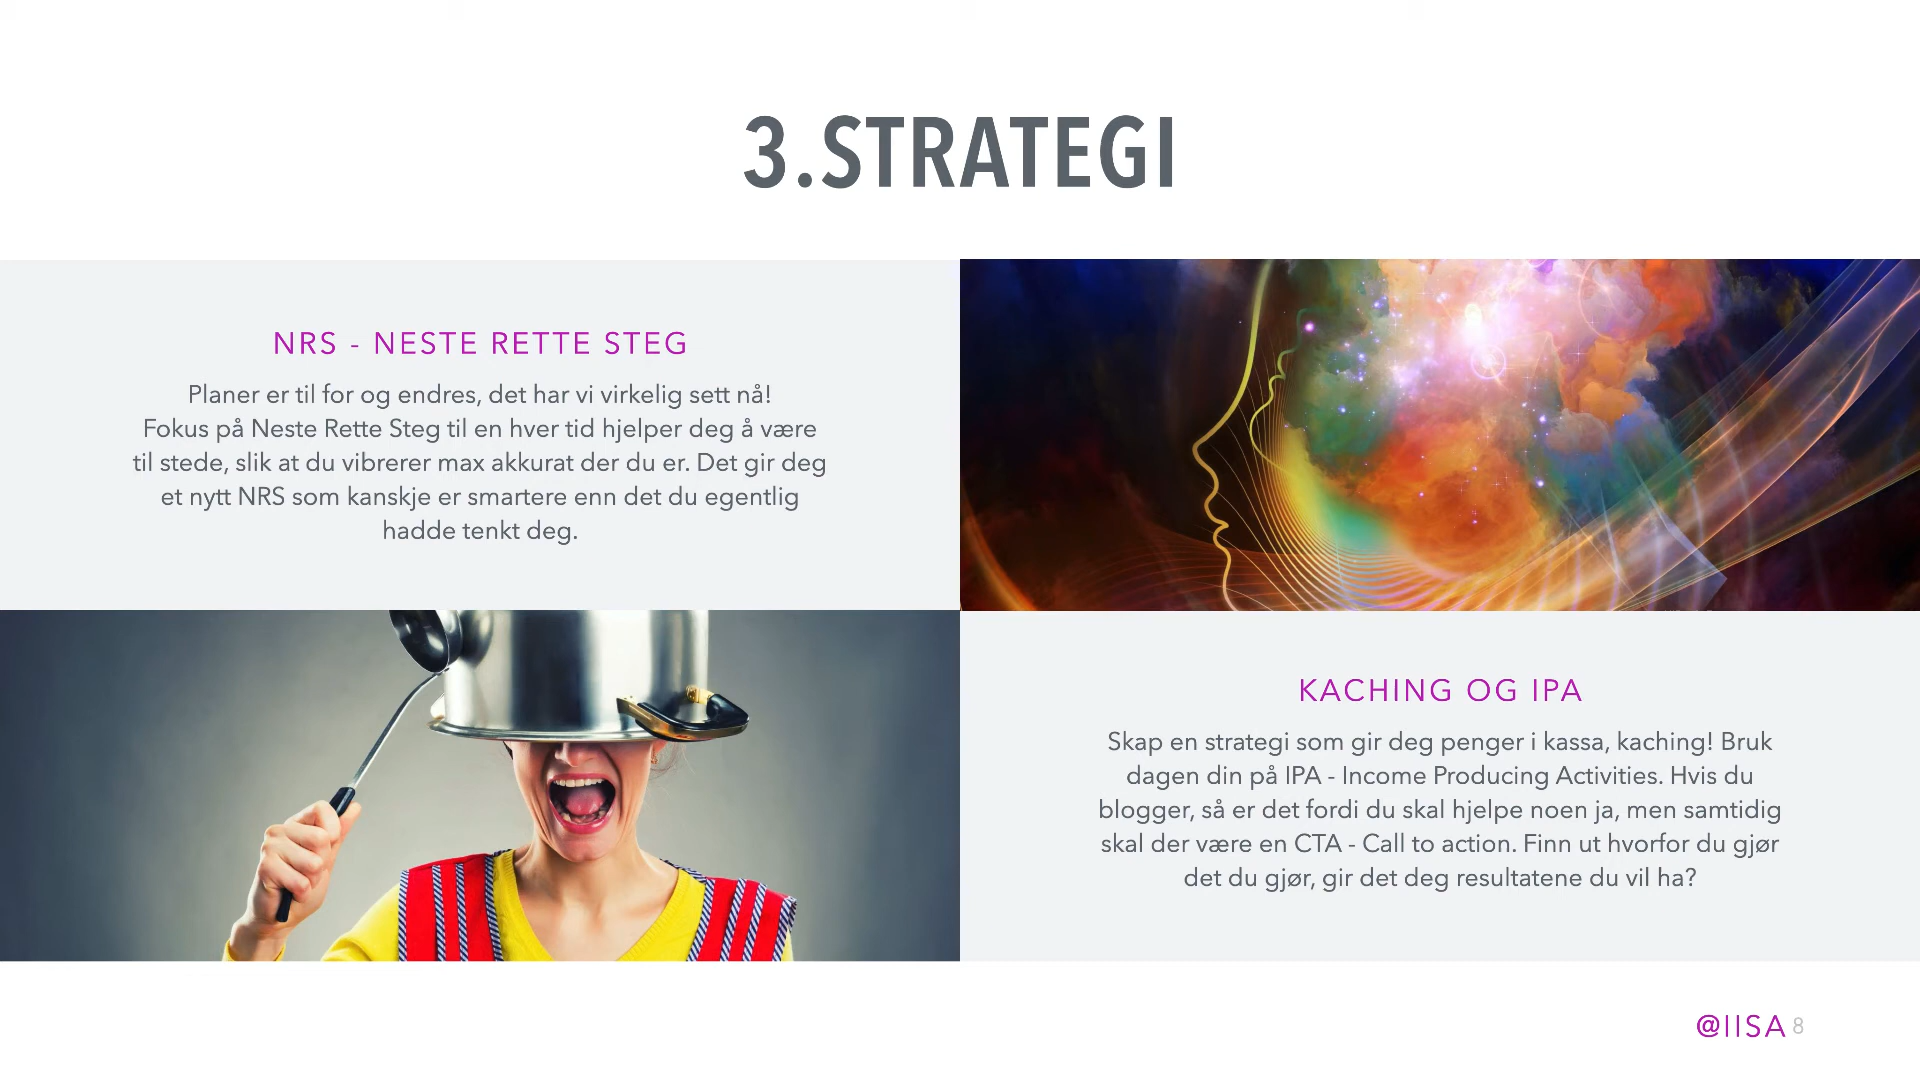 3.STRATEGI
NRS - NESTE RETTE STEG
Planer er til for og endres, det har vi virkelig sett nå!
Fokus på Neste Rette Steg til en hver tid hjelper deg å være
til stede, slik at du vibrerer max akkurat der du er. Det gir deg
et nytt NRS som kanskje er smartere enn det du egentlig
hadde tenkt deg.
KACHING OG IPA
Skap en strategi som gir deg penger i kassa, kaching! Bruk
dagen din på IPA - Income Producing Activities. Hvis du
blogger, så er det fordi du skal hjelpe noen ja, men samtidig
skal der være en CTA - Call to action. Finn ut hvorfor du gjør
det du gjør, gir det deg resultatene du vil ha?
@IISA 8